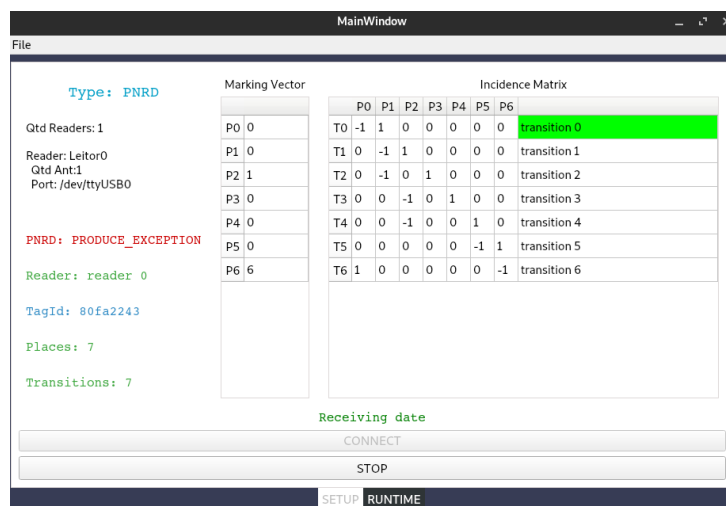 MainWindow
File
Type: PNRD
Qtd Readers: 1
Reader: Leitor0
Qtd Ant:1
Port: /dev/ttyUSB0
PNRD: PRODUCE_EXCEPTION
Reader: reader 0
TagId: 80fa2243
Places: 7
Transitions: 7
Marking Vector
P0 0
P1 0
P2 1
P3 0
P4 0
P5 0
P6 6
Incidence Matrix
P0 P1 P2 P3 P4 P5 P6
T0 -1 1 0 0 0 0 0 transition 0
T1 0 -1 1 0 0 0 0 transition 1
T2 0 -1 0 1 0 0 0 transition 2
T3 0 0 -1 0 1 0 0 transition 3
T4 0 0 -1 0 0 1 0 transition 4
T5 0 0 0 0 0 -1 1 transition 5
T6 1 0 0 0 0 0 -1 transition 6
Receiving date
CONNECT
STOP
SETUP RUNTIME